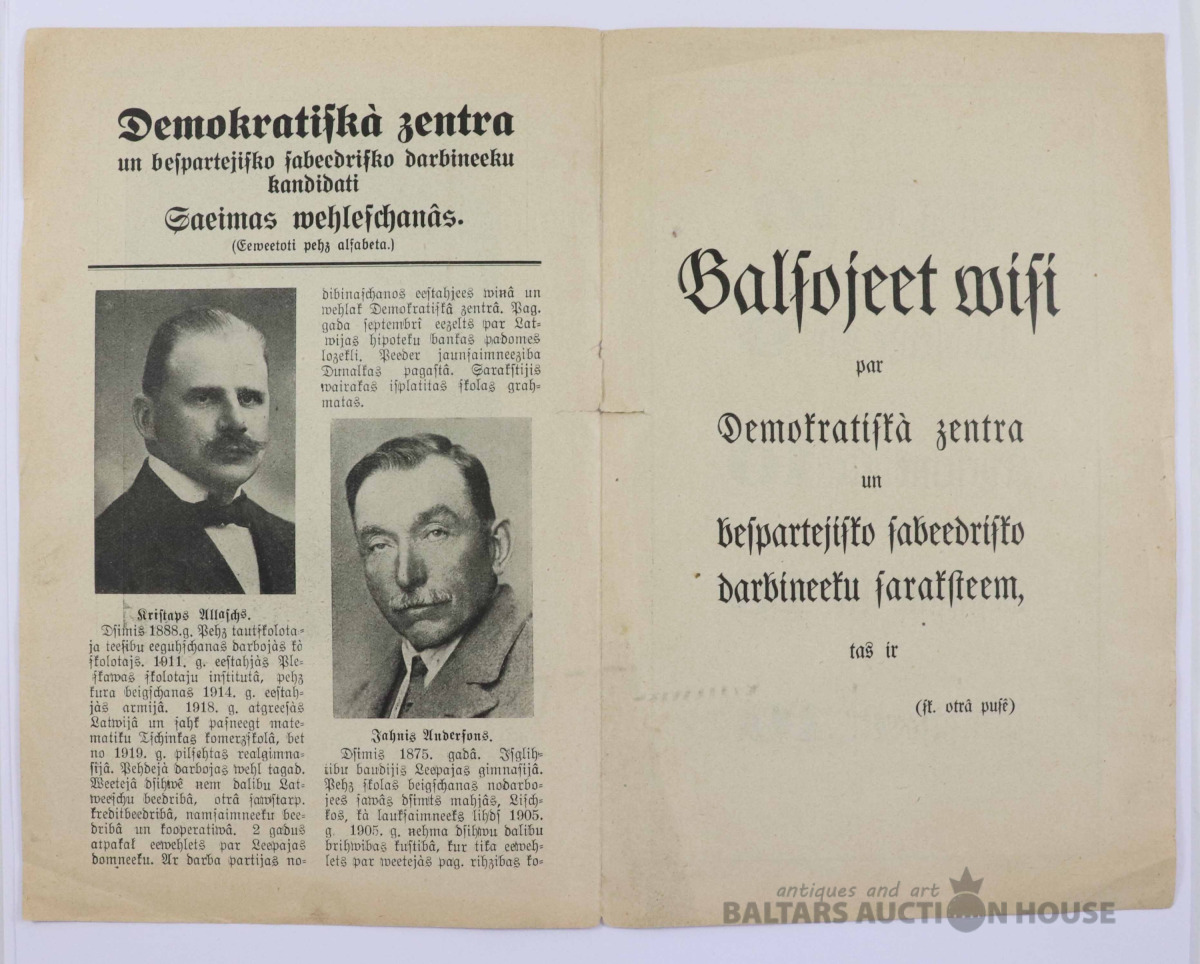 Demokratiſkà zentra
un beſpartejiſko ſabeedriſko darbineeku
kandidati
Saeimas wehleſchanâs.
(Eeweetoti pehz alfabeta.)
Kriſtaps Allaſchs.
Dſimis 1888.g. Pehz tautſkolota-
ja teeſibu eeguhſchanas darbojàs kà
ſkolotajs. 1911. g. eeſtahjàs Ple-
ſkawas ſkolotaju inſtitutâ, pehz
kura beigſchanas 1914. g. eeſtah-
jàs armijâ. 1918. g. atgreeſàs
Latwijâ un ſahk paſneegt mate-
matiku Tſchinkas komerzſkolâ, bet
no 1919. g. pilſehtas realgimna-
ſijâ. Pehdejâ darbojas wehl tagad.
Weetejâ dſihwê nem dalibu Lat-
weeſchu beedribâ, otrâ ſawſtarp.
kreditbeedribâ, namſaimneeku bee-
dribâ un kooperatiwâ. 2 gadus
atpakaľ eewehlets par Leepajas
domneeku. Ar darba partijas no-
dibinaſchanos eeſtahjees winâ un
wehlak Demokratiſkâ zentrâ. Pag.
gada ſeptembrî eezelts par Lat-
wijas hipoteku bankas padomes
lozekli. Peeder jaunſaimneeziba
Dunalkas pagaſtâ. Sarakſtijis
wairakas iſplatitas ſkolas grah-
matas.
Jahnis Anderſons.
Dſimis 1875. gadâ. Iſglih-
tibu baudijis Leepajas gimnaſijâ.
Pehz ſkolas beigſchanas nodarbo-
jees ſawâs dſimts mahjâs, Liſch-
kos, kà laukſaimneeks lihdſ 1905.
g. 1905. g. nehma dſihwu dalibu
brihwibas kuſtibâ, kur tika eeweh-
lets par weetejàs pag. rihzibas ko-
Balſojeet wiſi
par
Demokratiſkà zentra
un
beſpartejiſko ſabeedriſko
darbineeku ſarakſteem,
tas ir
(ſk. otrâ puſê)
antiques and art
BALTARS AUCTION HOUSE